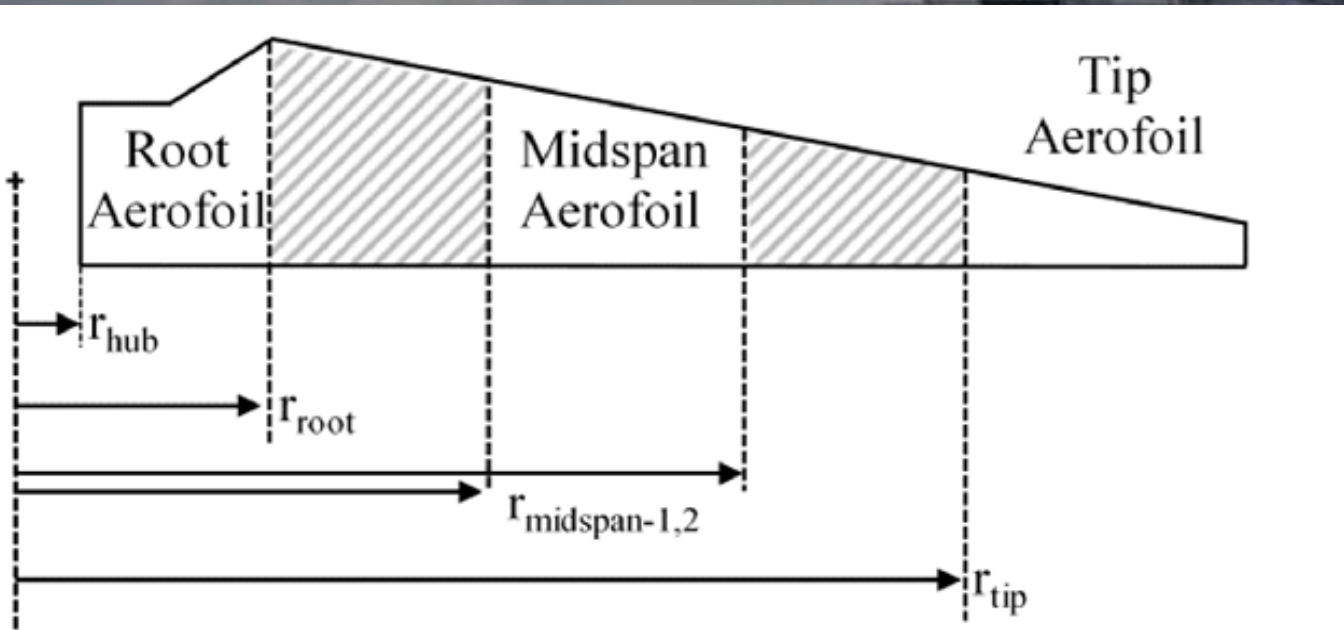 Tip
Aerofoil
Root
Aerofoil
Midspan
Aerofoil
r_hub
r_root
r_midspan-1,2
r_tip